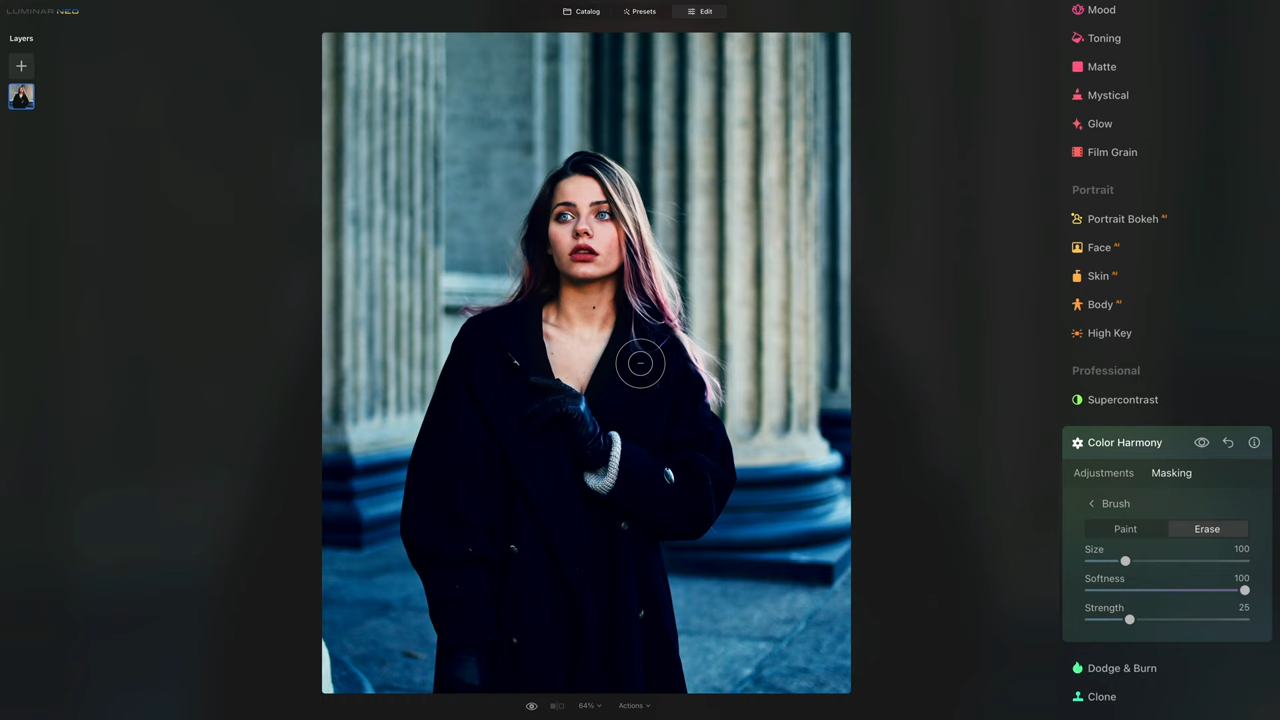 LUMINAR NEO
Catalog
Presets
Edit
Layers
Mood
Toning
Matte
Mystical
Glow
Film Grain
Portrait
Portrait Bokeh AI
Face AI
Skin AI
Body AI
High Key
Professional
Supercontrast
Color Harmony
Adjustments Masking
Brush
Paint Erase
Size 100
Softness 100
Strength 25
Dodge & Burn
Clone
64% Actions